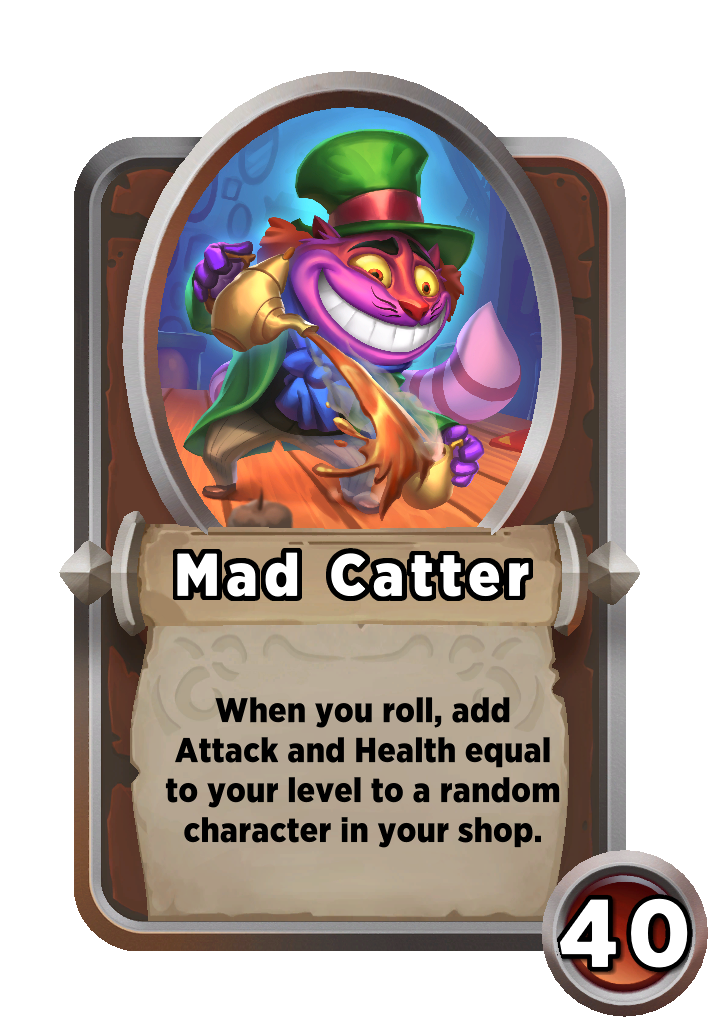 Mad Catter
When you roll, add
Attack and Health equal
to your level to a random
character in your shop.
40